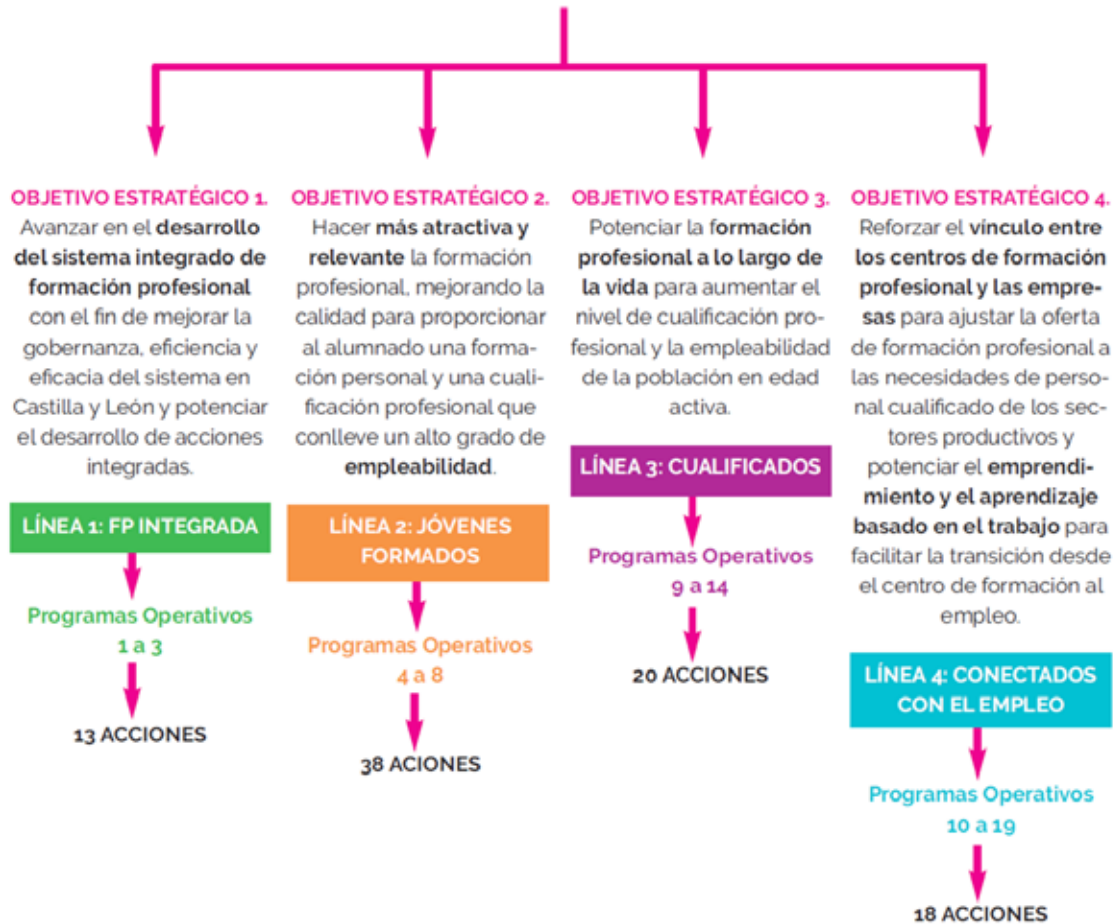 OBJETIVO ESTRATÉGICO 1.
Avanzar en el desarrollo
del sistema integrado de
formación profesional
con el fin de mejorar la
gobernanza, eficiencia y
eficacia del sistema en
Castilla y León y potenciar
el desarrollo de acciones
integradas.
LÍNEA 1: FP INTEGRADA
Programas Operativos
1 a 3
13 ACCIONES
OBJETIVO ESTRATÉGICO 2.
Hacer más atractiva y
relevante la formación
profesional, mejorando la
calidad para proporcionar
al alumnado una forma-
ción personal y una cuali-
ficación profesional que
conlleve un alto grado de
empleabilidad.
LÍNEA 2: JÓVENES
FORMADOS
Programas Operativos
4 a 8
38 ACIONES
OBJETIVO ESTRATÉGICO 3.
Potenciar la formación
profesional a lo largo de
la vida para aumentar el
nivel de cualificación pro-
fesional y la empleabilidad
de la población en edad
activa.
LÍNEA 3: CUALIFICADOS
Programas Operativos
9 a 14
20 ACCIONES
OBJETIVO ESTRATÉGICO 4.
Reforzar el vínculo entre
los centros de formación
profesional y las empre-
sas para ajustar la oferta
de formación profesional a
las necesidades de perso-
nal cualificado de los sec-
tores productivos y
potenciar el emprendi-
miento y el aprendizaje
basado en el trabajo para
facilitar la transición desde
el centro de formación al
empleo.
LÍNEA 4: CONECTADOS
CON EL EMPLEO
Programas Operativos
10 a 19
18 ACCIONES